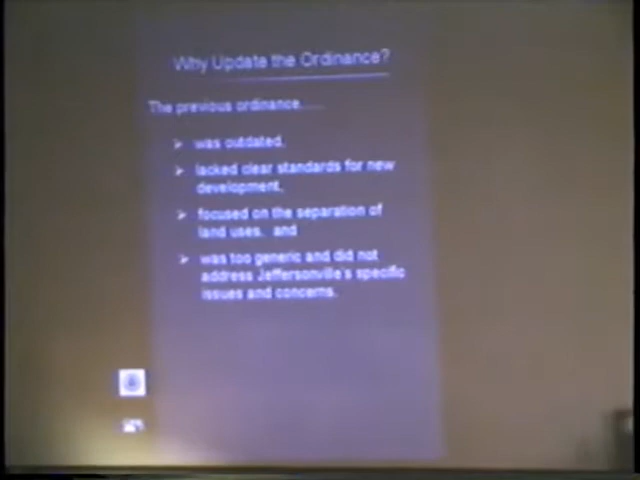 Why Update the Ordinance?
The previous ordinance......
➢ was outdated,
➢ lacked clear standards for new
development,
➢ focused on the separation of
land uses, and
➢ was too generic and did not
address Jeffersonville's specific
issues and concerns.